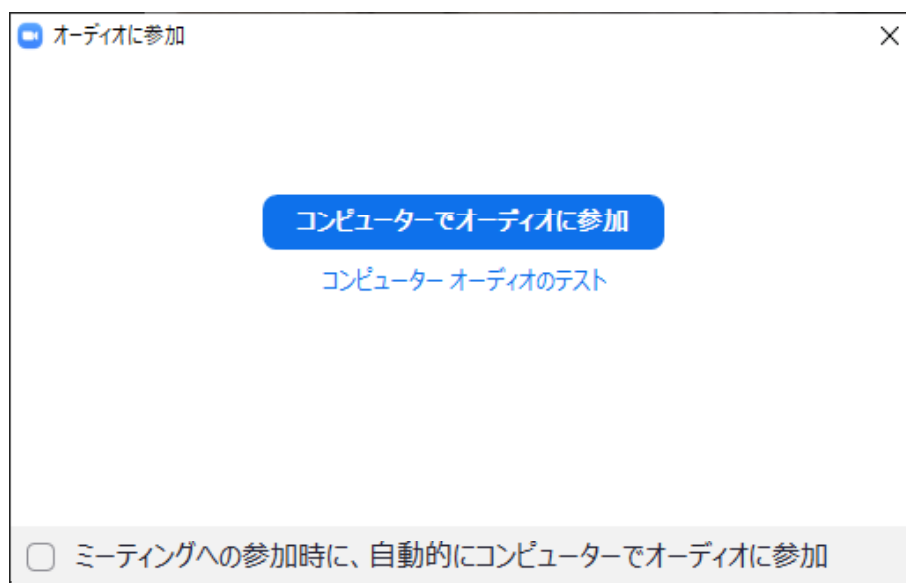 オーディオに参加
コンピューターでオーディオに参加
コンピューター オーディオのテスト
ミーティングへの参加時に、自動的にコンピューターでオーディオに参加